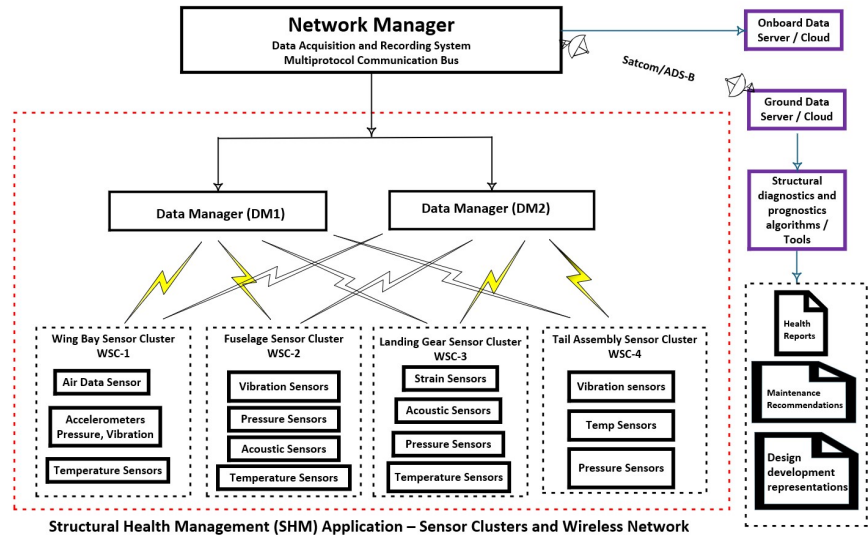 Network Manager
Data Acquisition and Recording System
Multiprotocol Communication Bus
Onboard Data
Server / Cloud
Satcom/ADS-B
Ground Data
Server / Cloud
Structural
diagnostics and
prognostics
algorithms /
Tools
Data Manager (DM1)
Data Manager (DM2)
Wing Bay Sensor Cluster
WSC-1
Air Data Sensor
Accelerometers
Pressure, Vibration
Temperature Sensors
Fuselage Sensor Cluster
WSC-2
Vibration Sensors
Pressure Sensors
Acoustic Sensors
Temperature Sensors
Landing Gear Sensor Cluster
WSC-3
Strain Sensors
Acoustic Sensors
Pressure Sensors
Temperature Sensors
Tail Assembly Sensor Cluster
WSC-4
Vibration sensors
Temp Sensors
Pressure Sensors
Health
Reports
Maintenance
Recommendations
Design
development
representations
Structural Health Management (SHM) Application – Sensor Clusters and Wireless Network